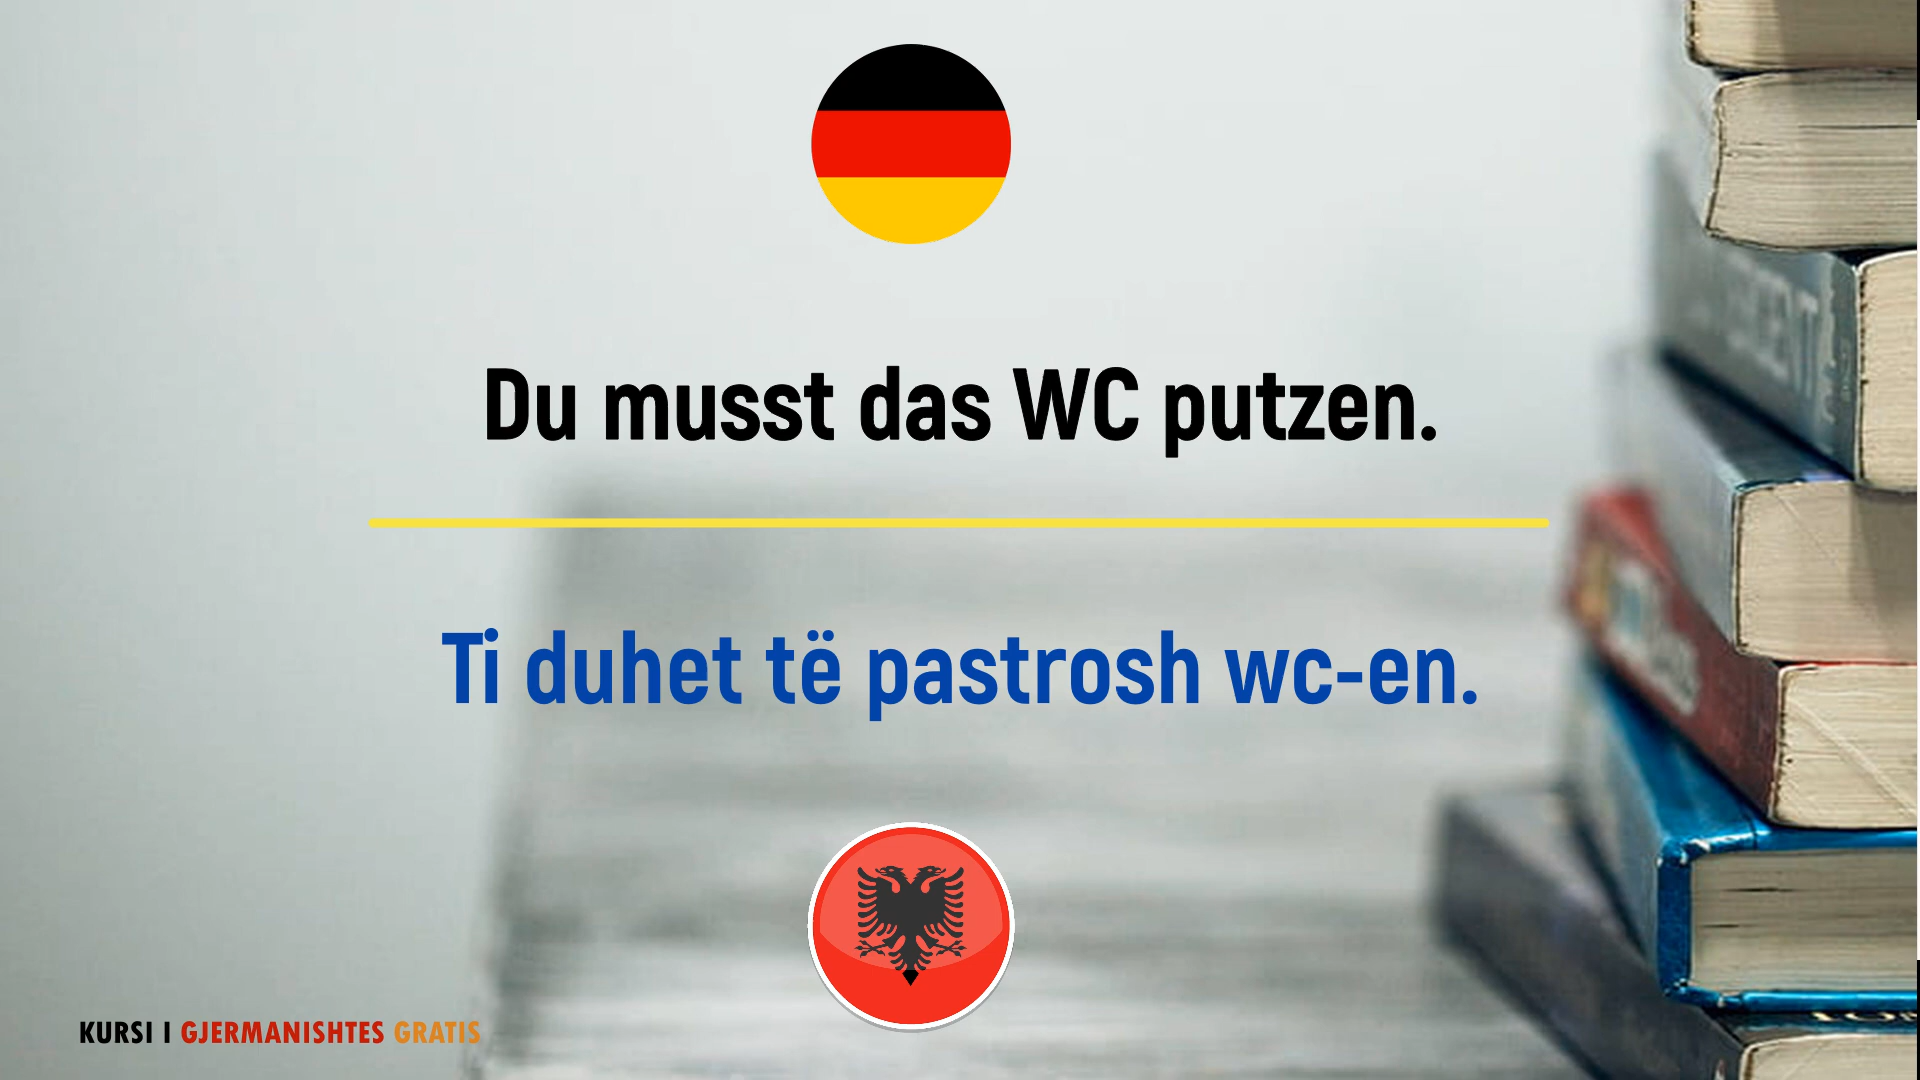 Du musst das WC putzen.
Ti duhet të pastrosh wc-en.
KURSI I GJERMANISHTES GRATIS